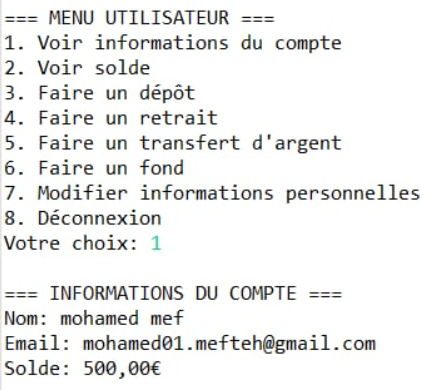 === MENU UTILISATEUR ===
1. Voir informations du compte
2. Voir solde
3. Faire un dépôt
4. Faire un retrait
5. Faire un transfert d'argent
6. Faire un fond
7. Modifier informations personnelles
8. Déconnexion
Votre choix: 1
=== INFORMATIONS DU COMPTE ===
Nom: mohamed mef
Email: mohamed01.mefteh@gmail.com
Solde: 500,00€